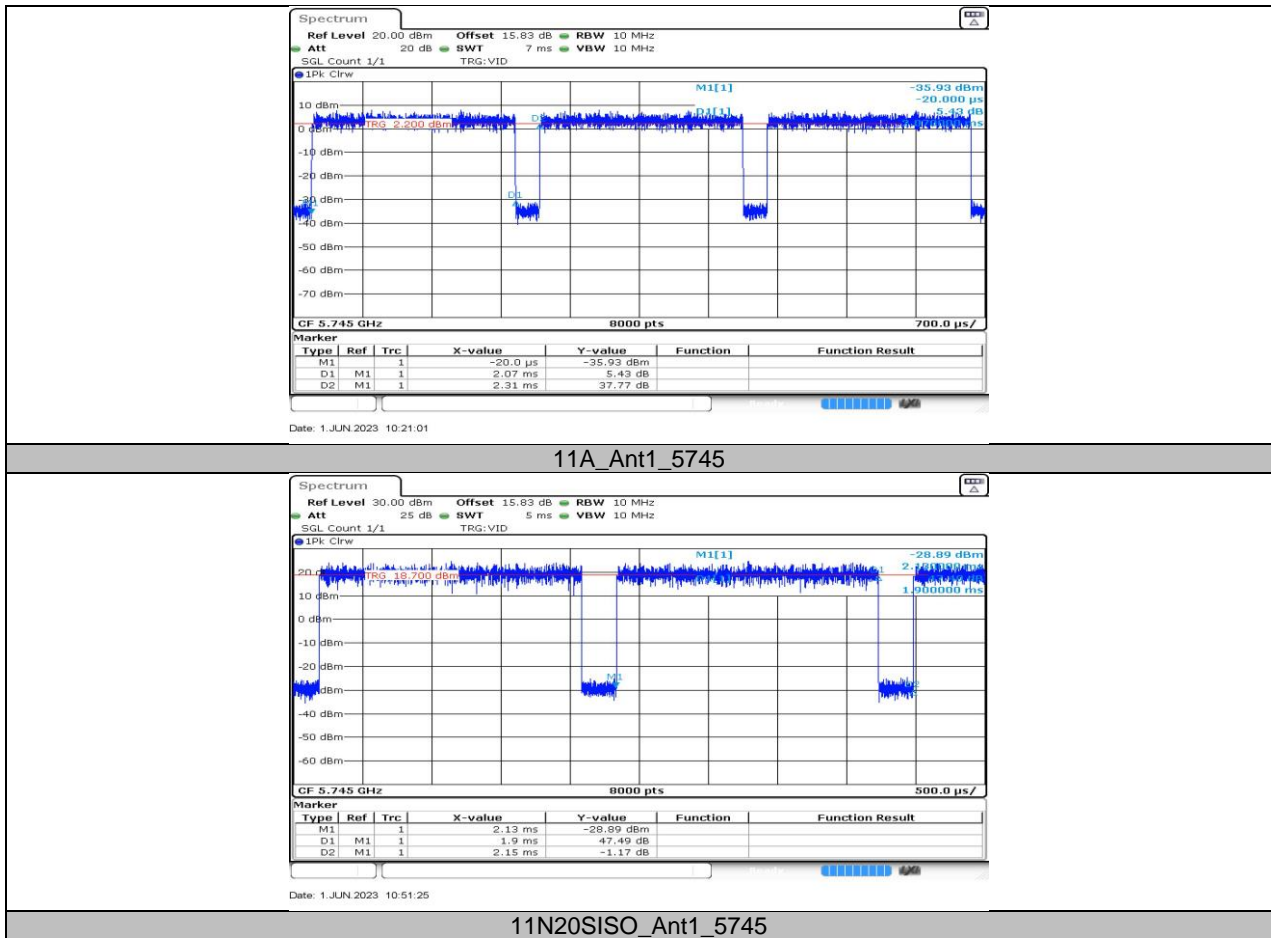 Spectrum
Ref Level 20.00 dBm Offset 15.83 dB RBW 10 MHz
Att 20 dB SWT 7 ms VBW 10 MHz
SGL Count 1/1 TRG:VID
1Pk Clrw
M1[1] -35.93 dBm
-20.000 µs
10 dBm
D1[1] 5.43 dB
0 dBm
TRG 2.200 dBm
-10 dBm
-20 dBm
D1
-30 dBm
-40 dBm
-50 dBm
-60 dBm
-70 dBm
CF 5.745 GHz 8000 pts 700.0 µs/
Marker
Type Ref Trc X-value Y-value Function Function Result
M1 1 -20.0 µs -35.93 dBm
D1 M1 1 2.07 ms 5.43 dB
D2 M1 1 2.31 ms 37.77 dB
Date: 1.JUN.2023 10:21:01
11A_Ant1_5745
Spectrum
Ref Level 30.00 dBm Offset 15.83 dB RBW 10 MHz
Att 25 dB SWT 5 ms VBW 10 MHz
SGL Count 1/1 TRG:VID
1Pk Clrw
M1[1] -28.89 dBm
TRG 18.700 dBm
10 dBm 1.900000 ms
0 dBm
-10 dBm
-20 dBm
M1
dBm
-40 dBm
-50 dBm
-60 dBm
CF 5.745 GHz 8000 pts 500.0 µs/
Marker
Type Ref Trc X-value Y-value Function Function Result
M1 1 2.13 ms -28.89 dBm
D1 M1 1 1.9 ms 47.49 dB
D2 M1 1 2.15 ms -1.17 dB
Date: 1.JUN.2023 10:51:25
11N20SISO_Ant1_5745